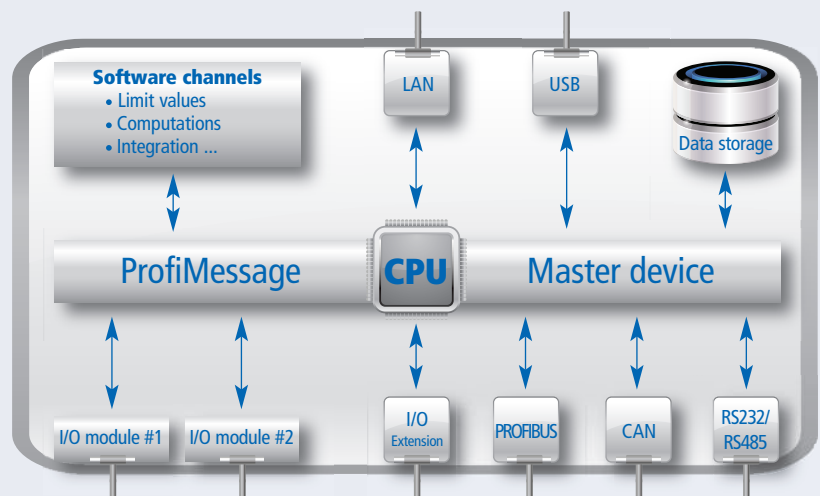 Software channels
• Limit values
• Computations
• Integration ...
LAN
USB
Data storage
ProfiMessage
CPU
Master device
I/O module #1
I/O module #2
I/O
Extension
PROFIBUS
CAN
RS232/
RS485